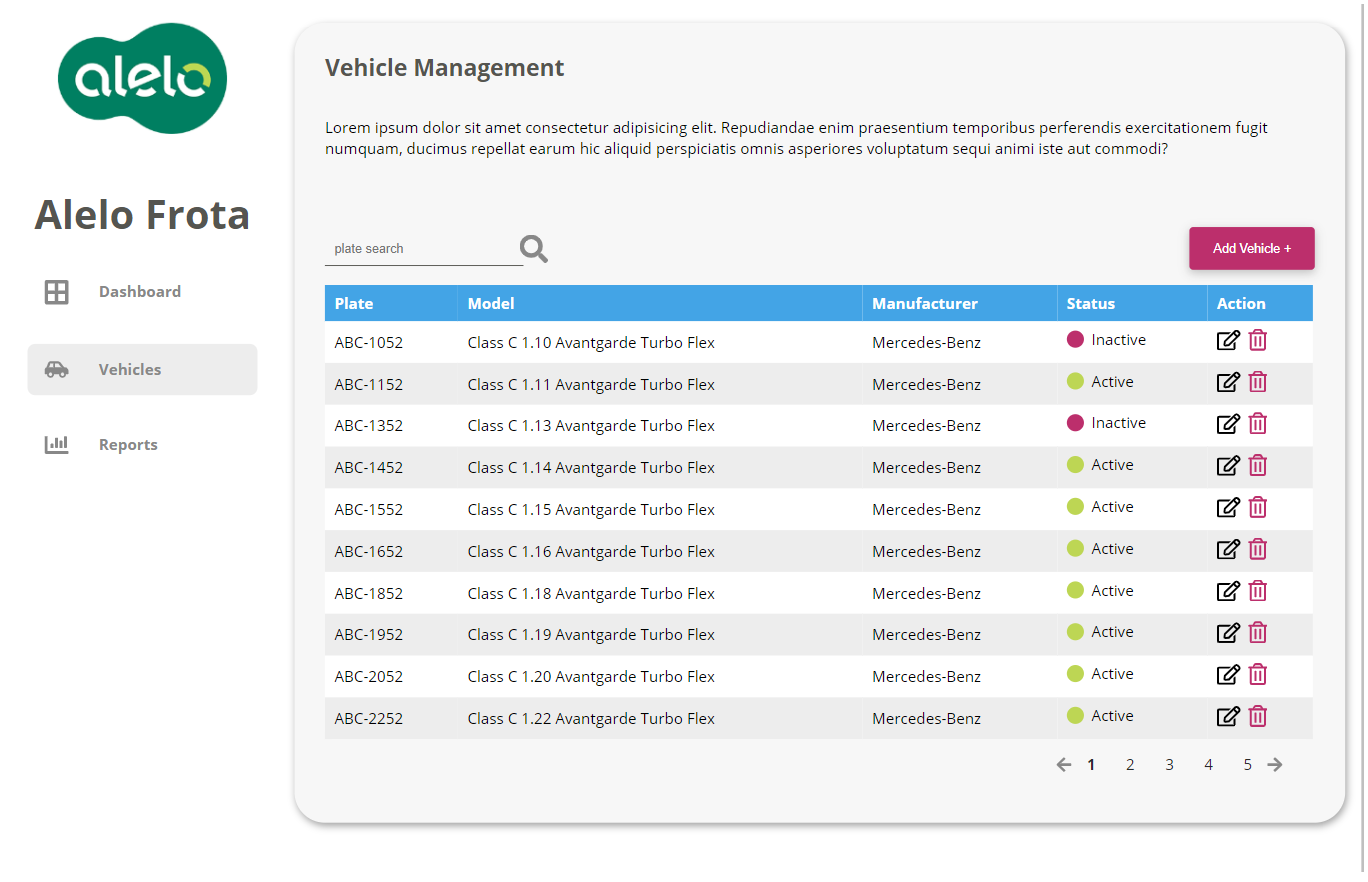 alelo
Alelo Frota
Dashboard
Vehicles
Reports
Vehicle Management
Lorem ipsum dolor sit amet consectetur adipisicing elit. Repudiandae enim praesentium temporibus perferendis exercitationem fugit
numquam, ducimus repellat earum hic aliquid perspiciatis omnis asperiores voluptatum sequi animi iste aut commodi?
plate search
Add Vehicle +
Plate Model Manufacturer Status Action
ABC-1052 Class C 1.10 Avantgarde Turbo Flex Mercedes-Benz Inactive
ABC-1152 Class C 1.11 Avantgarde Turbo Flex Mercedes-Benz Active
ABC-1352 Class C 1.13 Avantgarde Turbo Flex Mercedes-Benz Inactive
ABC-1452 Class C 1.14 Avantgarde Turbo Flex Mercedes-Benz Active
ABC-1552 Class C 1.15 Avantgarde Turbo Flex Mercedes-Benz Active
ABC-1652 Class C 1.16 Avantgarde Turbo Flex Mercedes-Benz Active
ABC-1852 Class C 1.18 Avantgarde Turbo Flex Mercedes-Benz Active
ABC-1952 Class C 1.19 Avantgarde Turbo Flex Mercedes-Benz Active
ABC-2052 Class C 1.20 Avantgarde Turbo Flex Mercedes-Benz Active
ABC-2252 Class C 1.22 Avantgarde Turbo Flex Mercedes-Benz Active
1 2 3 4 5